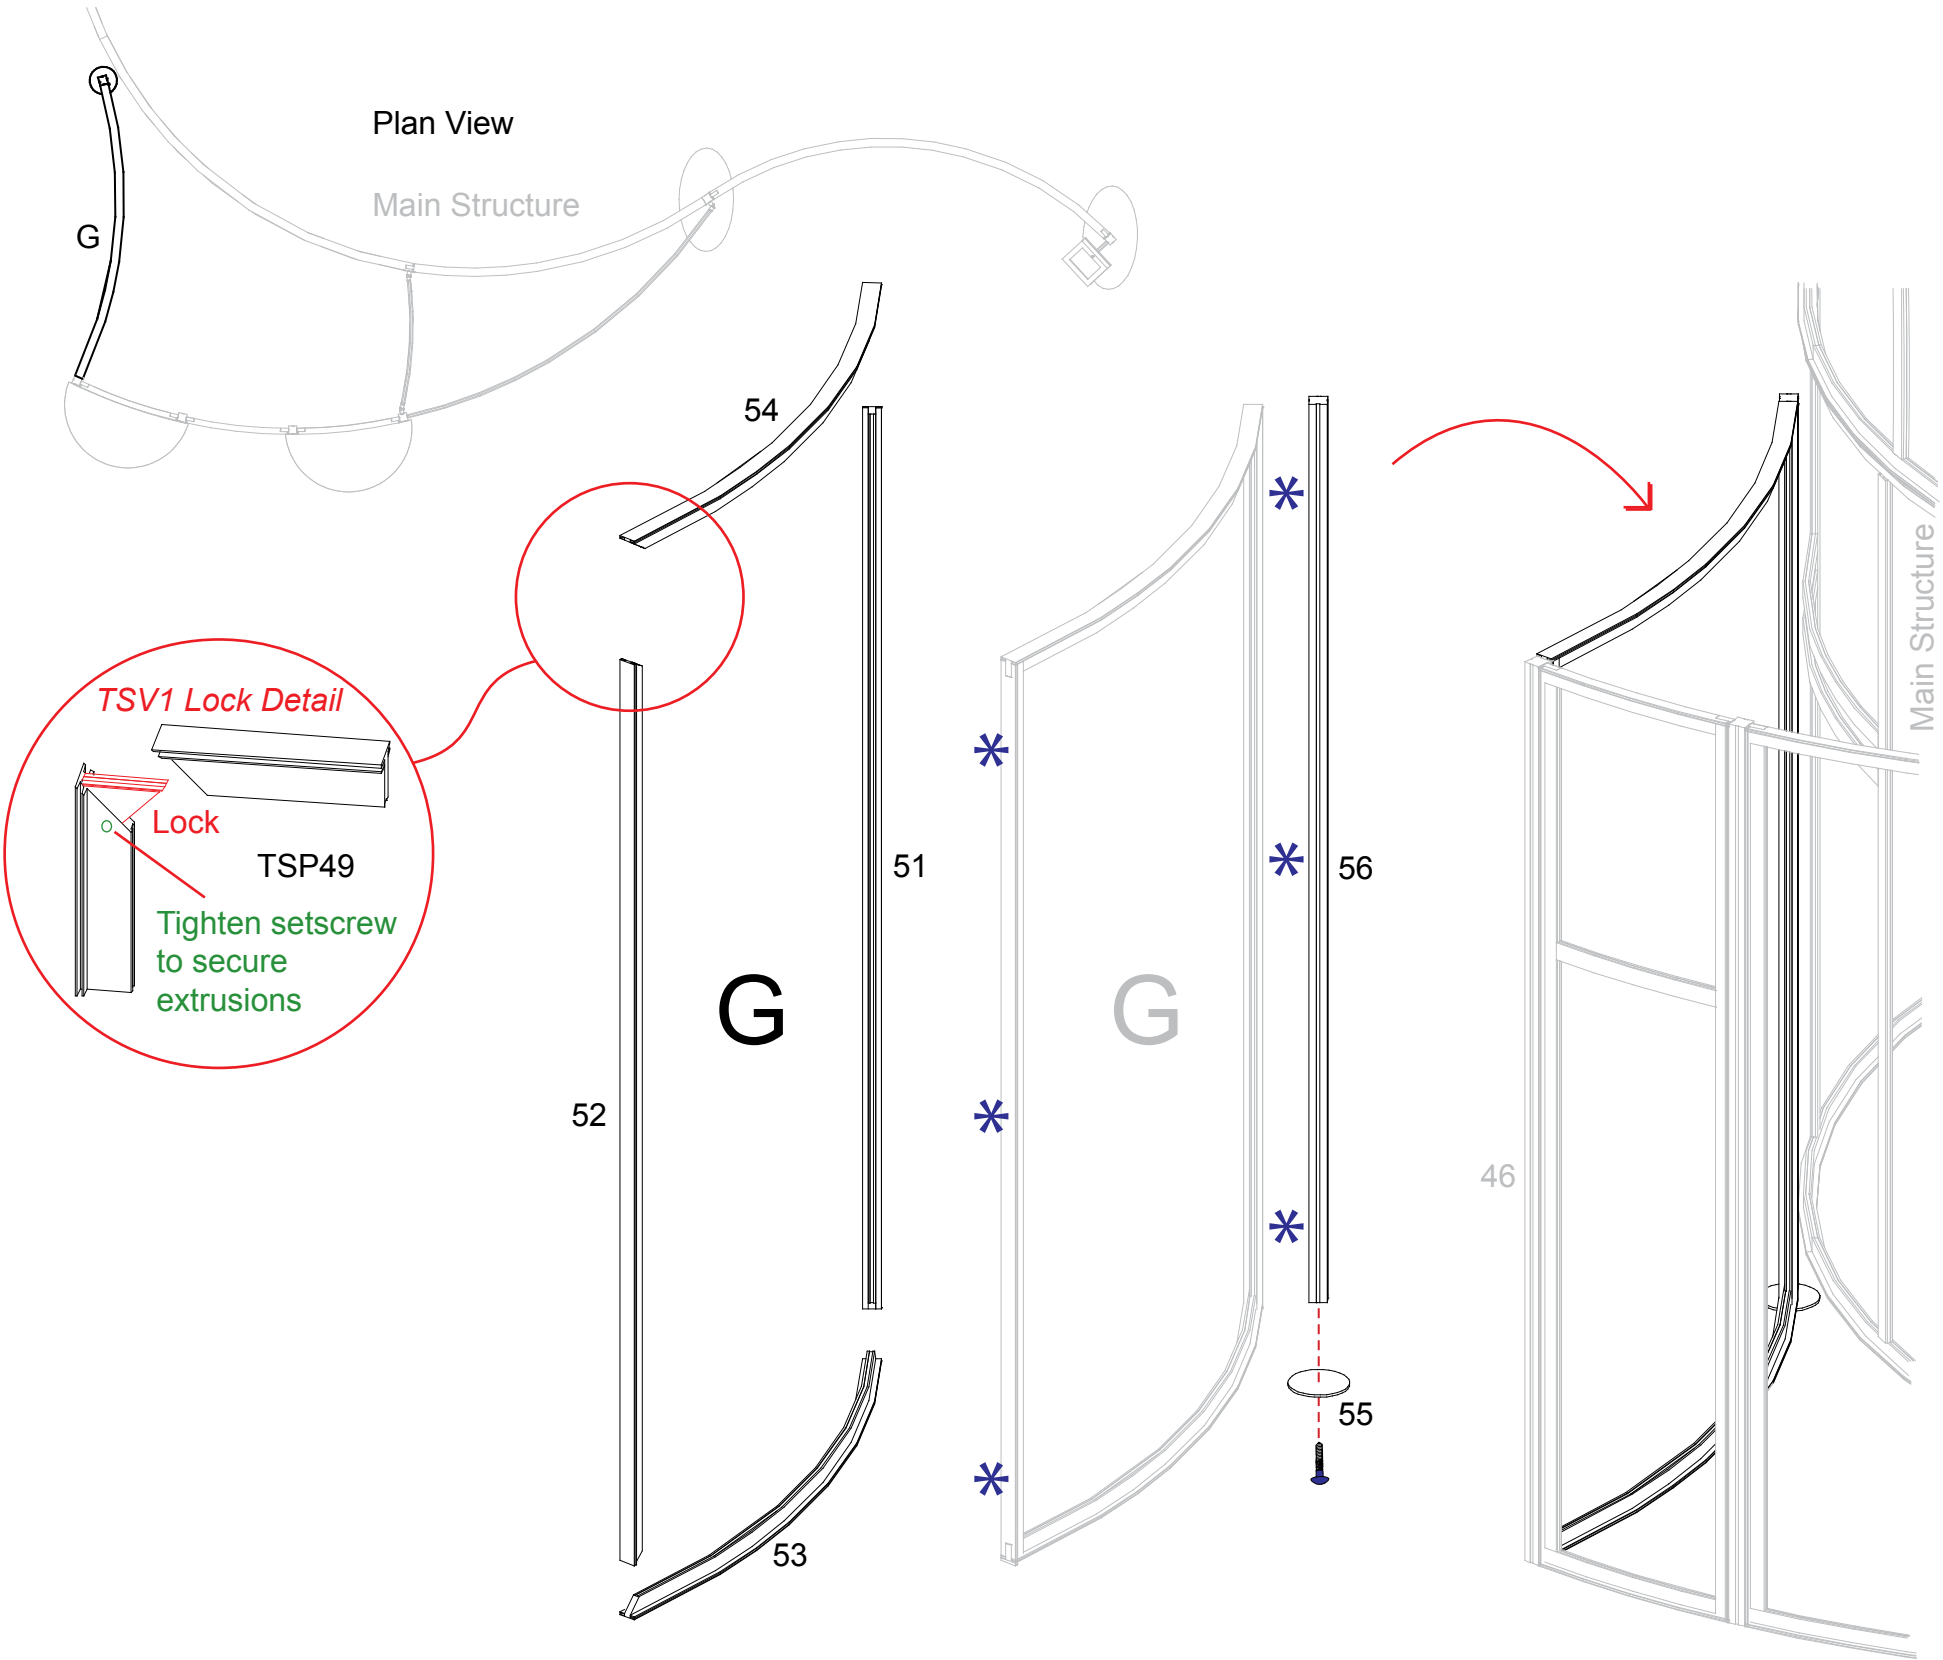 Plan View
Main Structure
G
54
TSV1 Lock Detail
Lock
TSP49
Tighten setscrew
to secure
extrusions
51
52
G
53
G
56
55
46
Main Structure